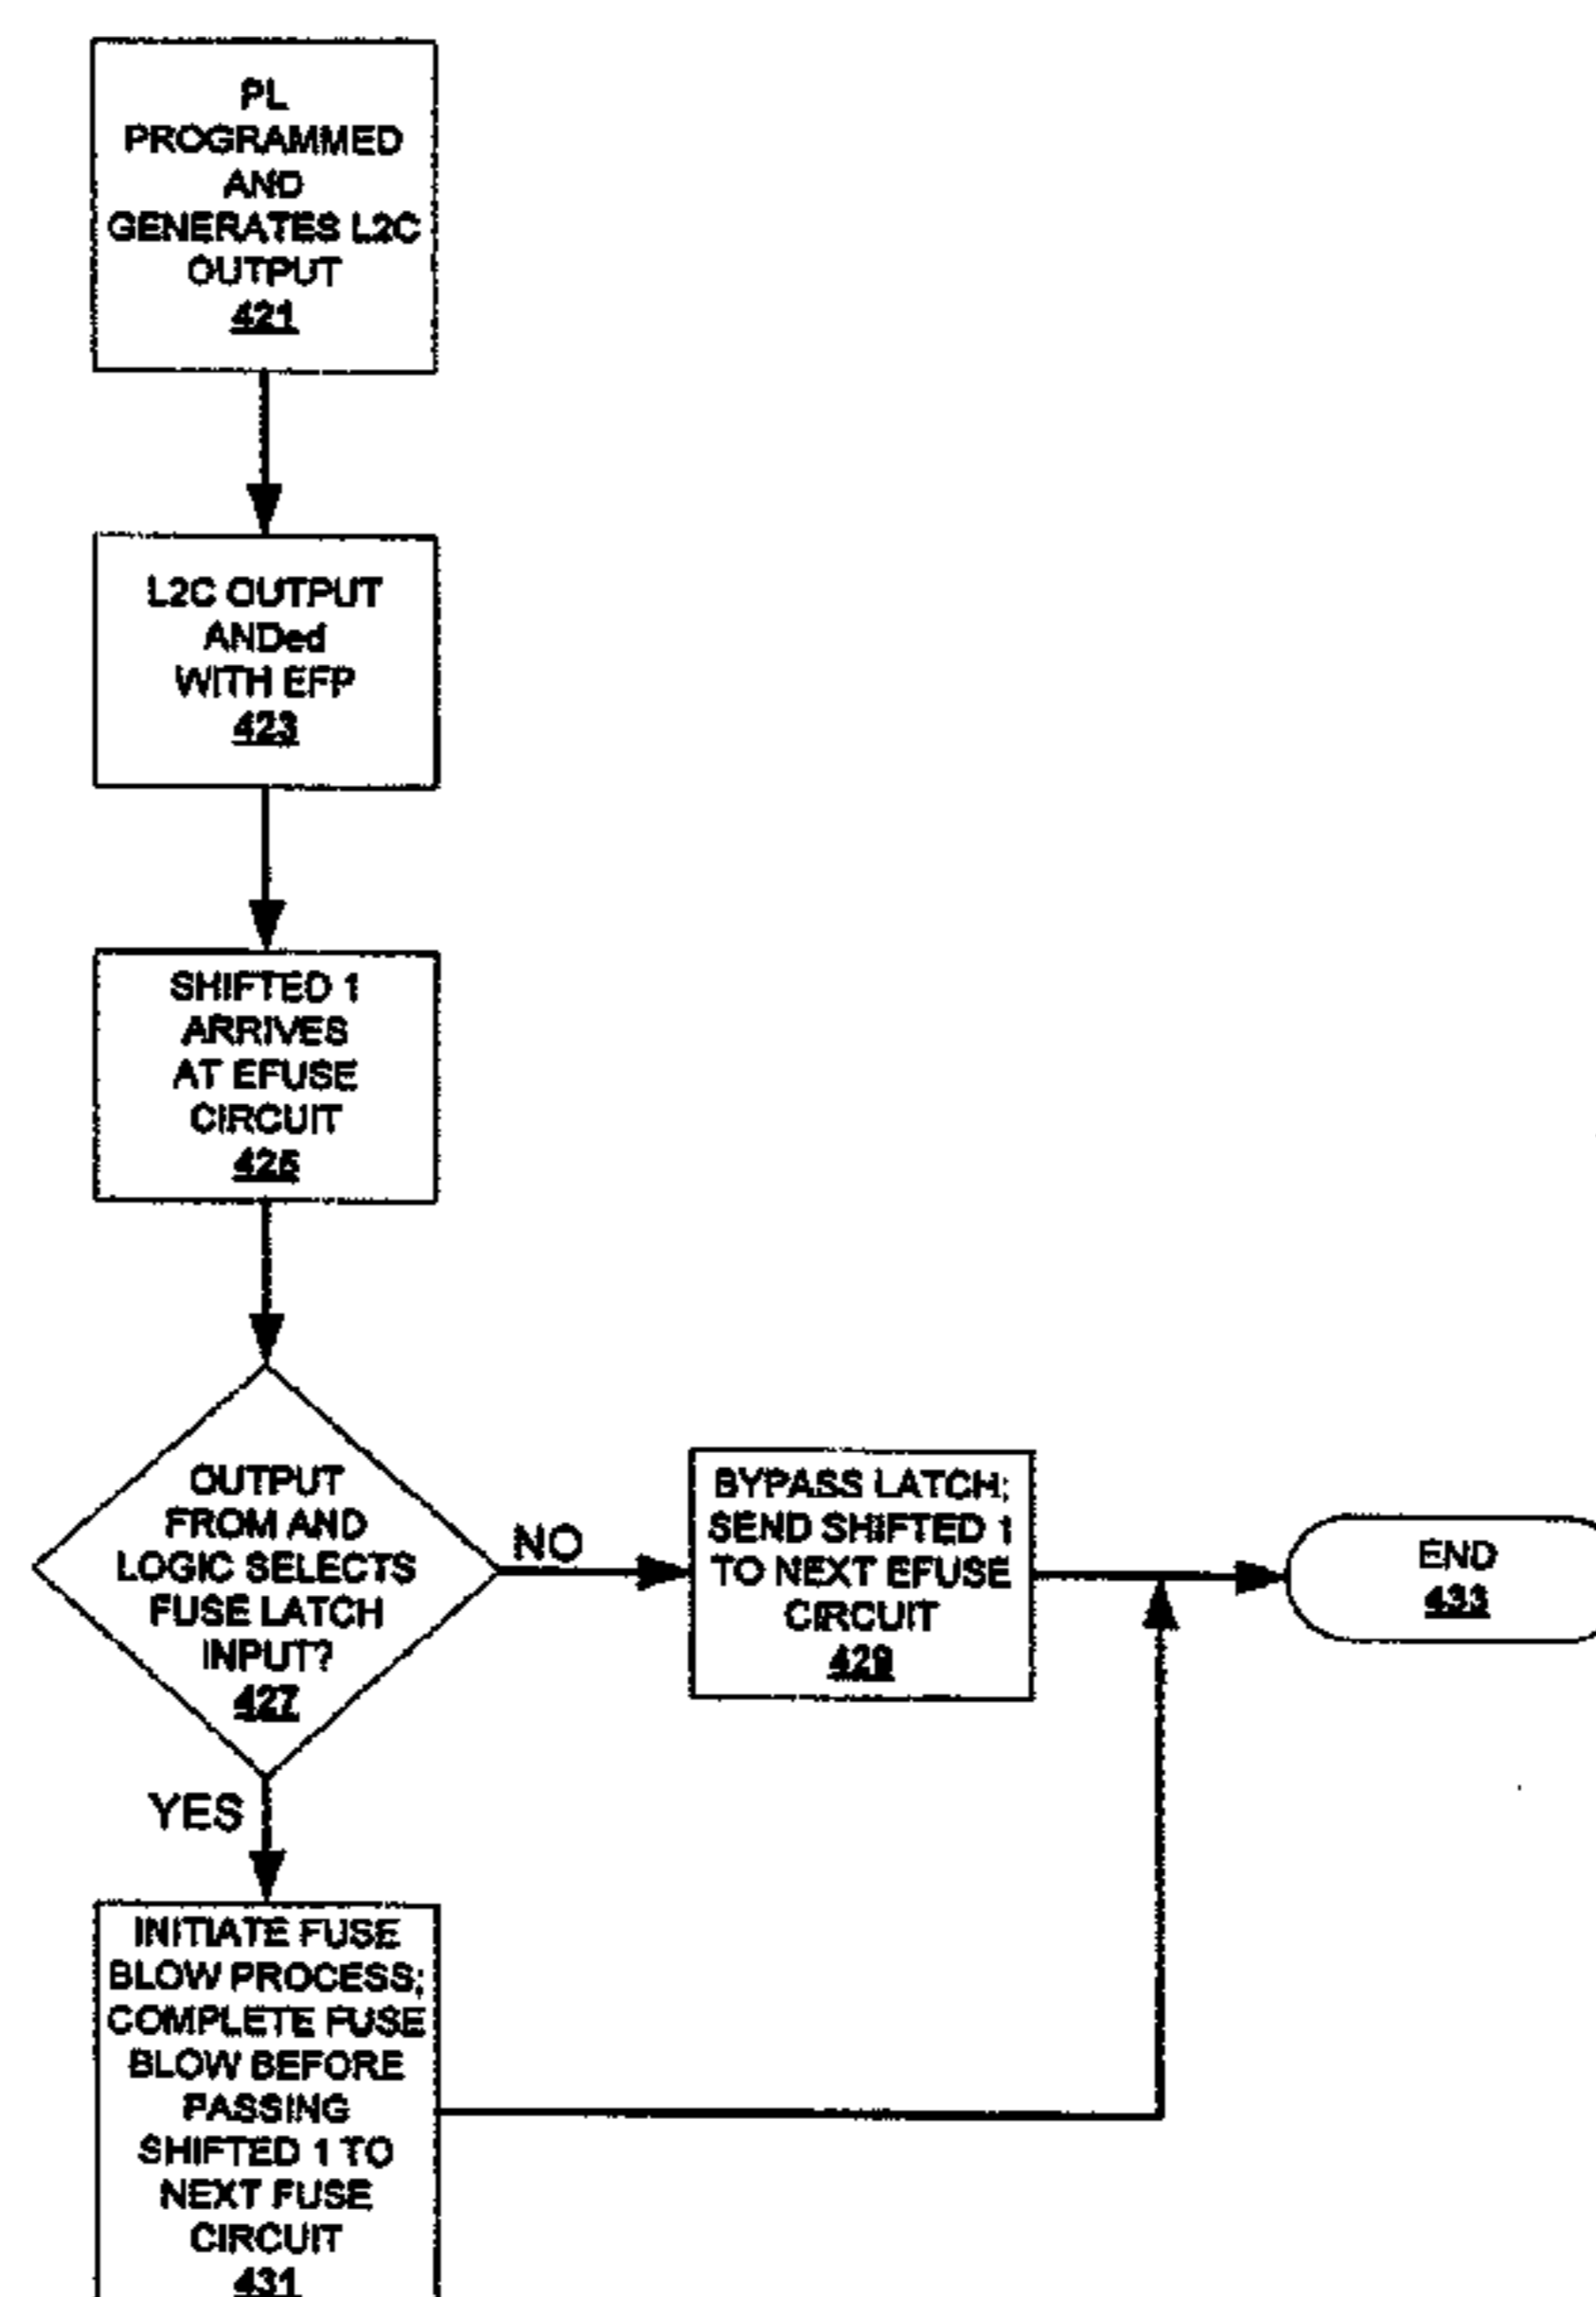 PL
PROGRAMMED
AND
GENERATES L2C
OUTPUT
421
L2C OUTPUT
ANDed
WITH EFP
423
SHIFTED 1
ARRIVES
AT EFUSE
CIRCUIT
425
OUTPUT
FROM AND
LOGIC SELECTS
FUSE LATCH
INPUT?
427
NO
BYPASS LATCH;
SEND SHIFTED 1
TO NEXT EFUSE
CIRCUIT
429
END
433
YES
INITIATE FUSE
BLOW PROCESS;
COMPLETE FUSE
BLOW BEFORE
PASSING
SHIFTED 1 TO
NEXT FUSE
CIRCUIT
431